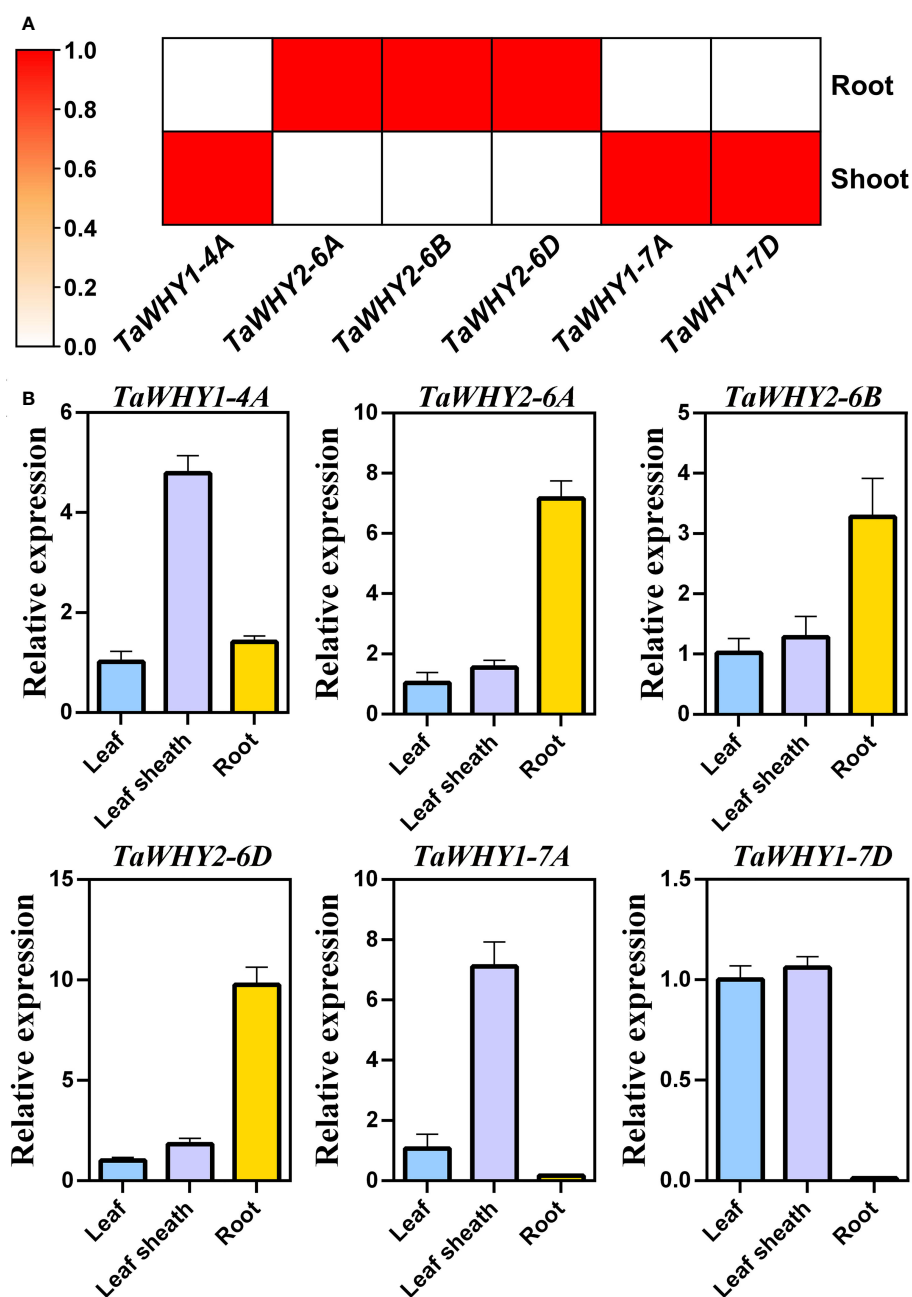 A
1.0
0.8
0.6
0.4
0.2
0.0
Root
Shoot
TaWHY1-4A
TaWHY2-6A
TaWHY2-6B
TaWHY2-6D
TaWHY1-7A
TaWHY1-7D
B
TaWHY1-4A
Relative expression
6
4
2
0
Leaf
Leaf sheath
Root
TaWHY2-6A
Relative expression
10
8
6
4
2
0
Leaf
Leaf sheath
Root
TaWHY2-6B
Relative expression
5
4
3
2
1
0
Leaf
Leaf sheath
Root
TaWHY2-6D
Relative expression
15
10
5
0
Leaf
Leaf sheath
Root
TaWHY1-7A
Relative expression
10
8
6
4
2
0
Leaf
Leaf sheath
Root
TaWHY1-7D
Relative expression
1.5
1.0
0.5
0.0
Leaf
Leaf sheath
Root